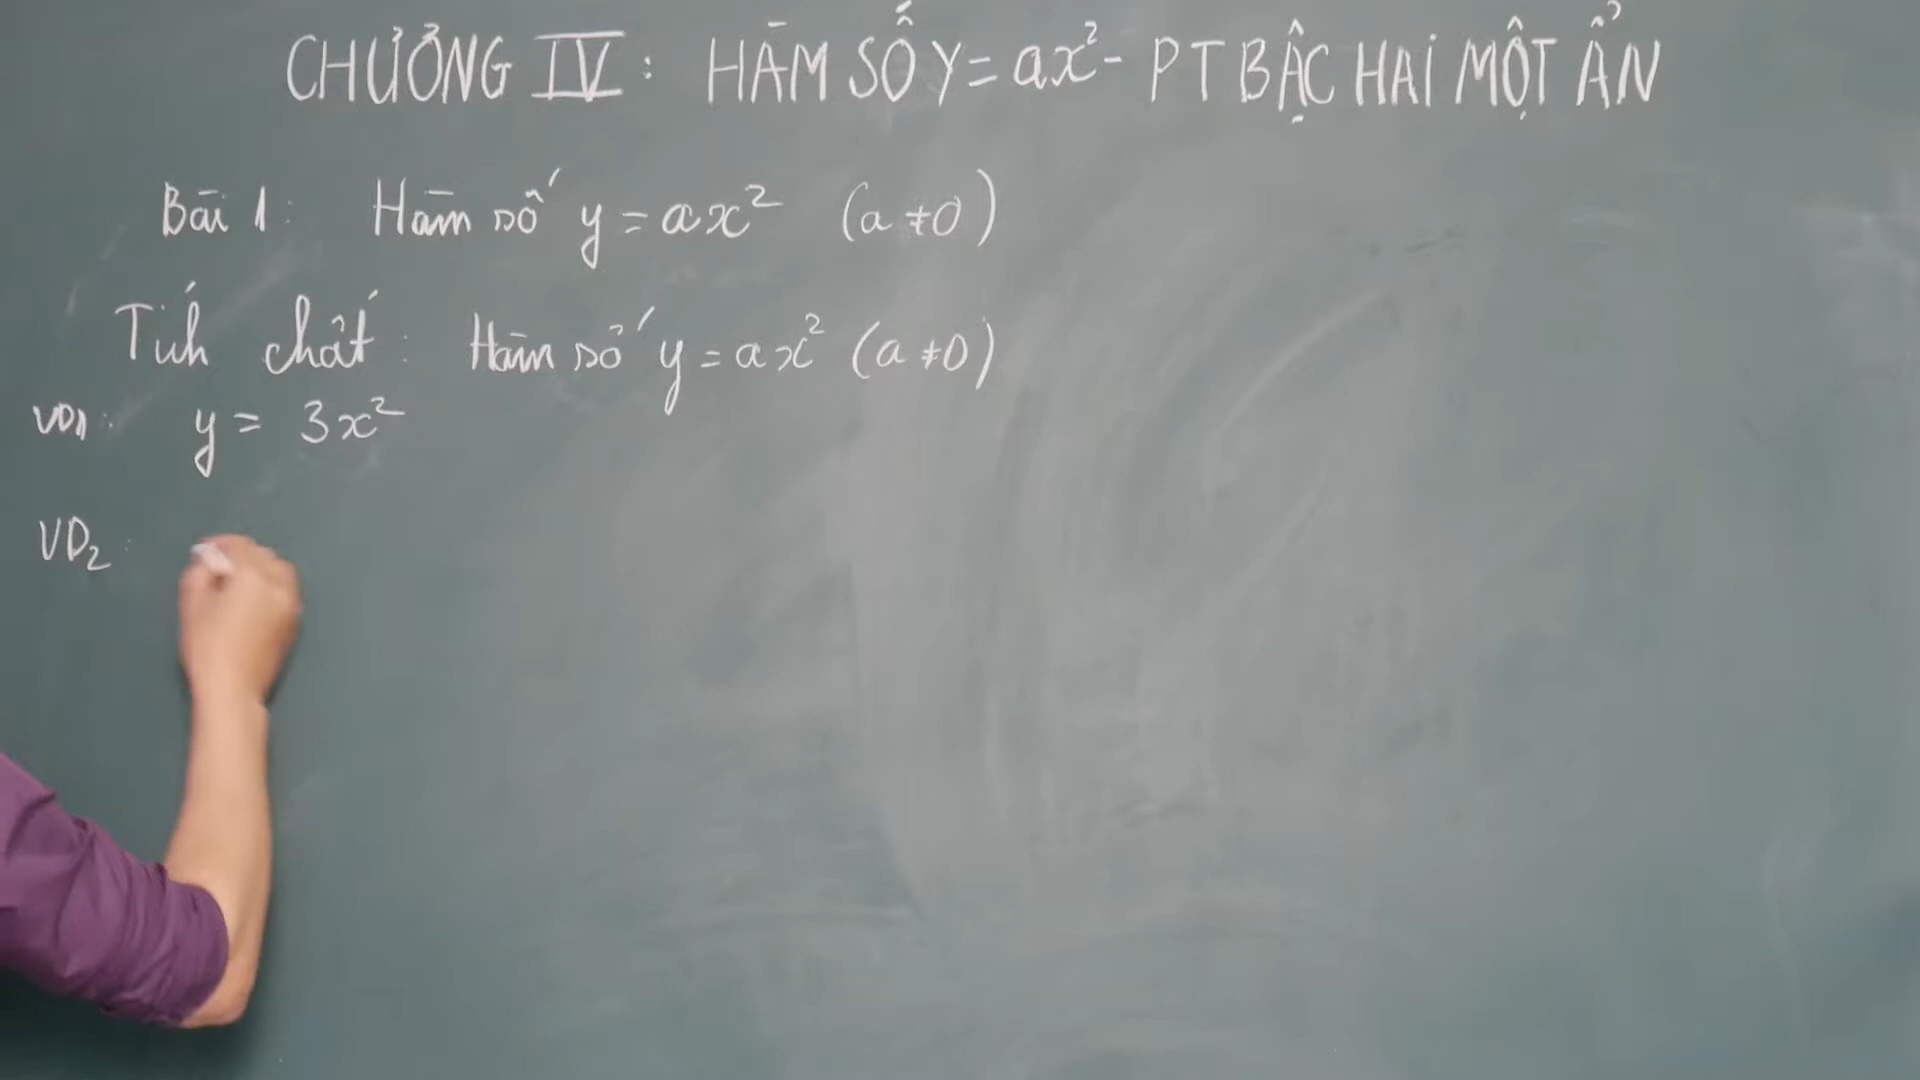 CHƯƠNG IV: HÀM SỐ Y = ax² - PT BẬC HAI MỘT ẨN
Bài 1: Hàm số y = ax² (a ≠ 0)
Tính chất: Hàm số y = ax² (a ≠ 0)
VD1: y = 3x²
VD2: